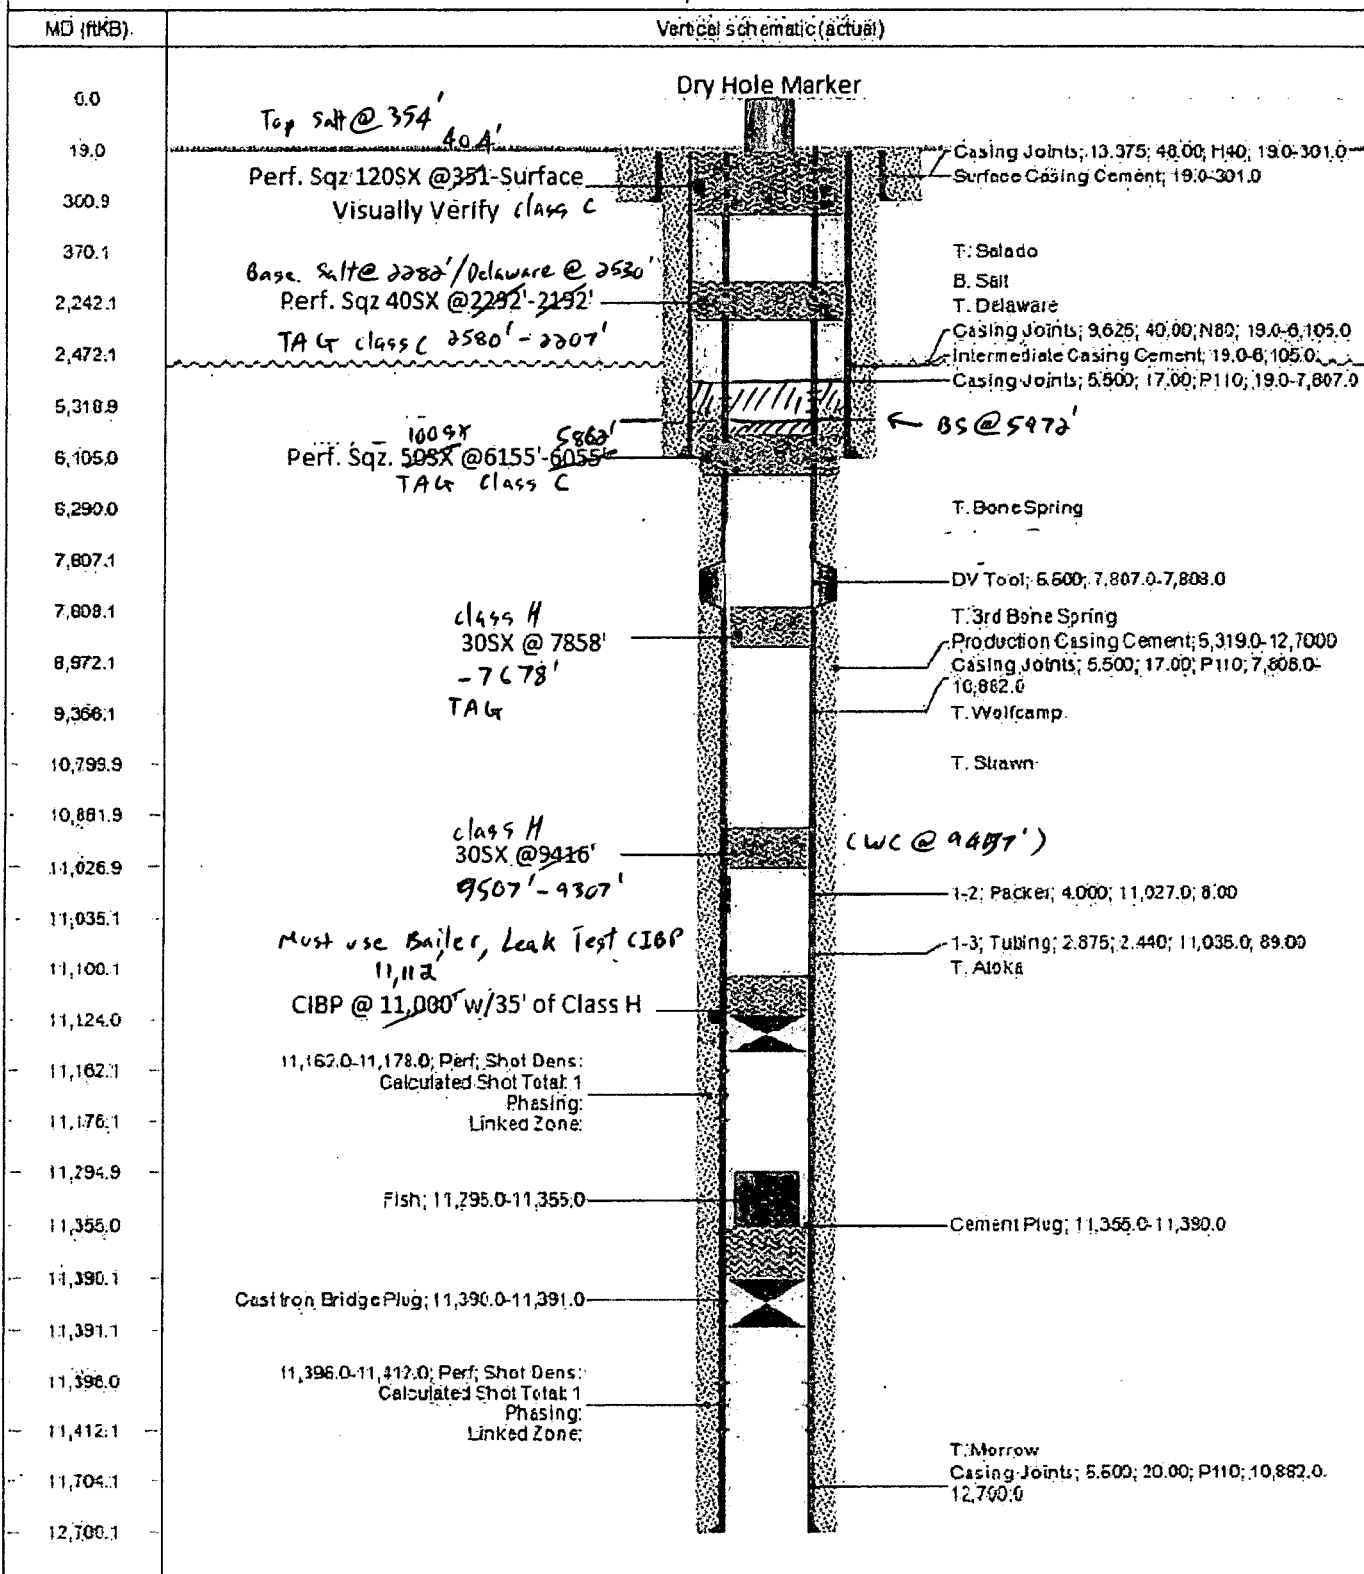 MD (ftKB)
Vertical schematic (actual)
Dry Hole Marker
0.0
Top Salt @ 354'
19.0
404'
Casing Joints; 13.375; 48.00; H40; 19.0-301.0
Perf. Sqz 120SX @351-Surface
Surface Casing Cement; 19.0-301.0
300.9
Visually Verify class C
370.1
T. Salado
Base Salt @ 2282'/Delaware @ 2530'
B. Salt
2,242.1
Perf. Sqz 40SX @2292'-2192'
T. Delaware
TAG class C 2580'-2207'
Casing Joints; 9.625; 40.00; N80; 19.0-6,105.0
2,472.1
Intermediate Casing Cement; 19.0-6,105.0
Casing Joints; 5.500; 17.00; P110; 19.0-7,807.0
5,318.9
← BS @ 5972'
100SX 5862'
6,105.0
Perf. Sqz. 50SX @6155'-6055'
TAG Class C
6,290.0
T. Bone Spring
7,807.1
DV Tool; 5.500; 7,807.0-7,808.0
7,808.1
class H
T. 3rd Bone Spring
30SX @ 7858'
Production Casing Cement; 5,319.0-12,7000
8,972.1
-7678'
Casing Joints; 5.500; 17.00; P110; 7,808.0-
10,882.0
TAG
9,366.1
T. Wolfcamp
10,799.9
T. Strawn
10,881.9
class H
30SX @9416'
(WC @ 9457')
11,026.9
9507'-9307'
1-2; Packer; 4.000; 11,027.0; 8.00
11,035.1
Must use Bailer, Leak Test CIBP
1-3; Tubing; 2.875; 2.440; 11,035.0; 89.00
11,100.1
11,112'
T. Atoka
CIBP @ 11,000' w/35' of Class H
11,124.0
11,162.1
11,162.0-11,178.0; Perf; Shot Dens:
Calculated Shot Total: 1
Phasing:
Linked Zone:
11,176.1
11,294.9
Fish; 11,295.0-11,355.0
11,355.0
Cement Plug; 11,355.0-11,390.0
11,390.1
Cast Iron Bridge Plug; 11,390.0-11,391.0
11,391.1
11,396.0
11,396.0-11,412.0; Perf; Shot Dens:
Calculated Shot Total: 1
Phasing:
Linked Zone:
11,412.1
T. Morrow
11,704.1
Casing Joints; 5.500; 20.00; P110; 10,882.0-
12,700.0
12,700.1